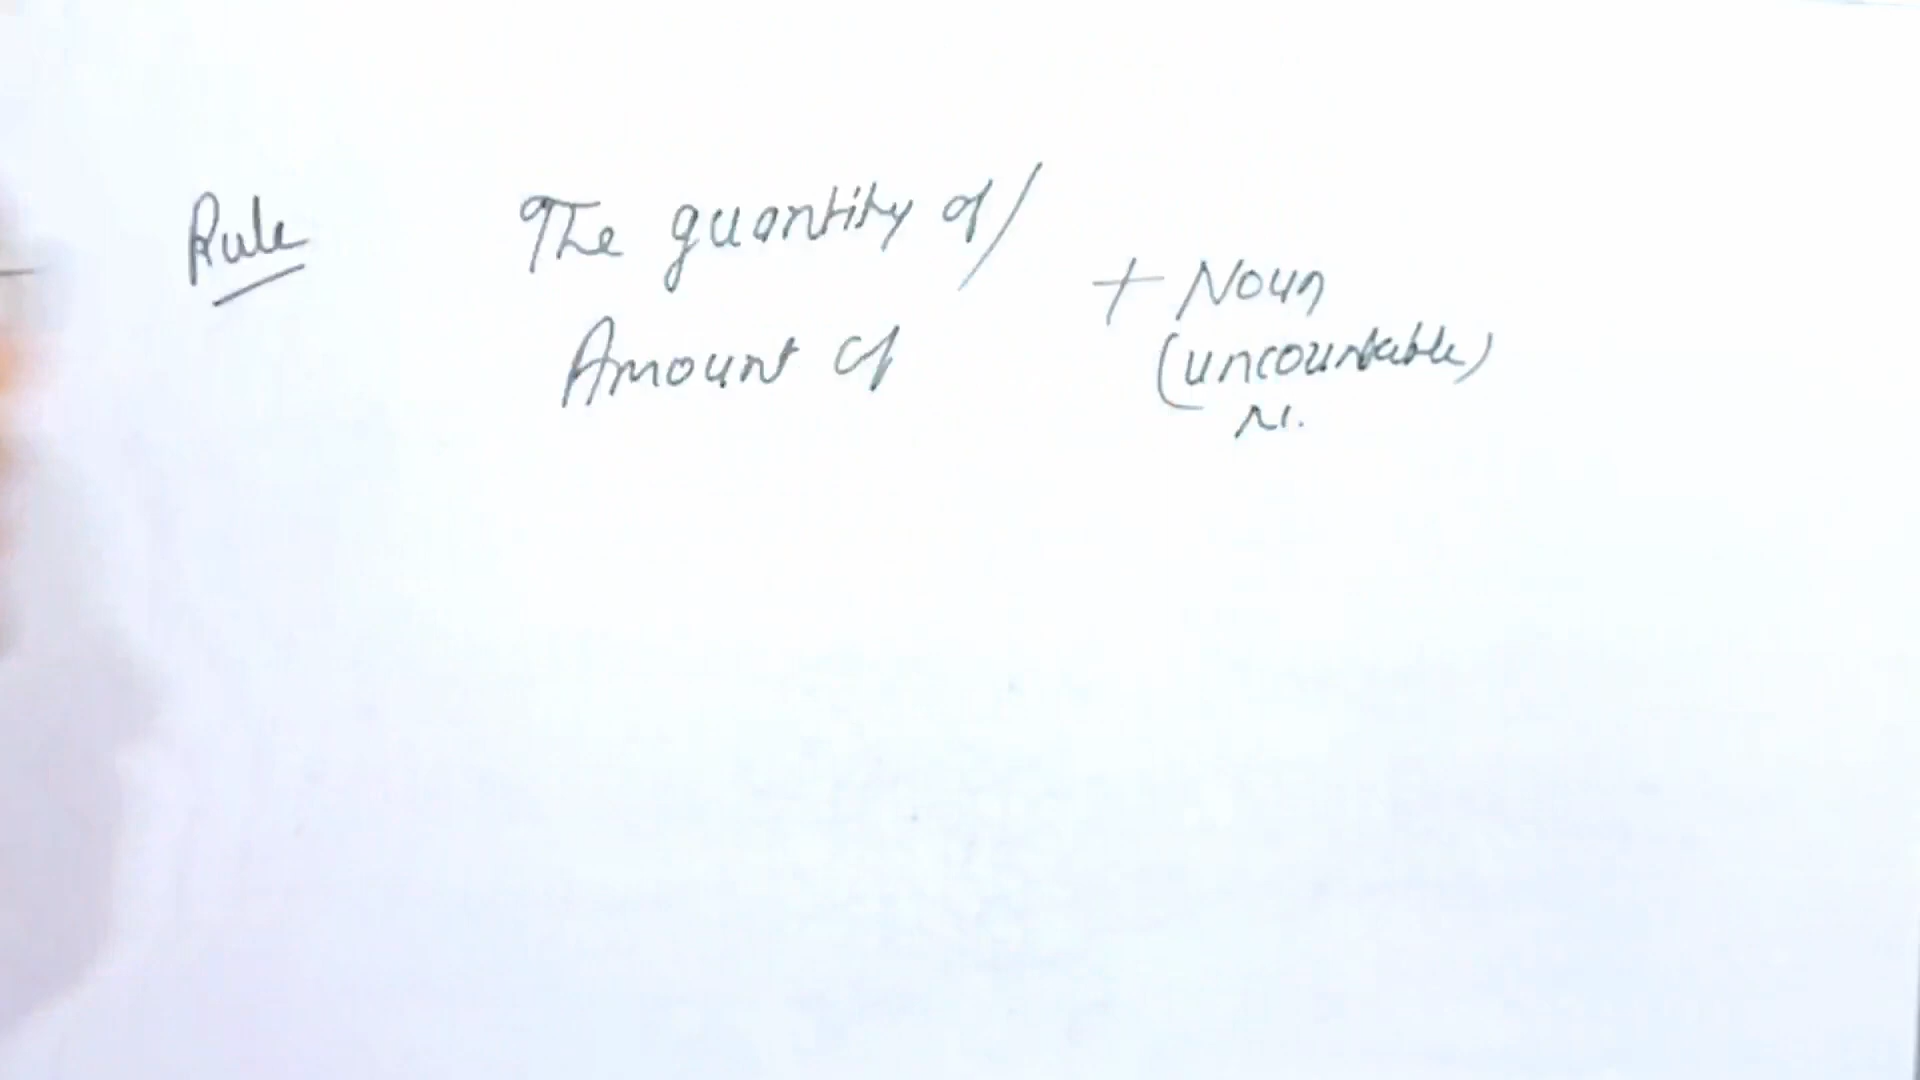 Rule The quantity of/
+ Noun
Amount of
(uncountable)
N.